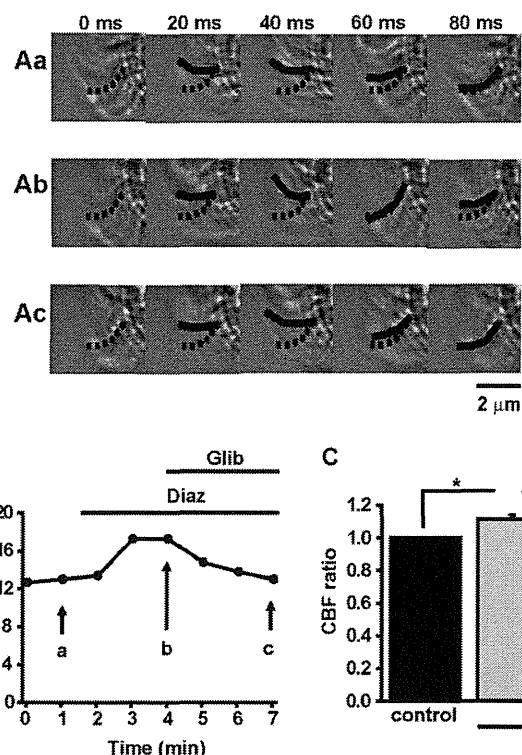 0 ms 20 ms 40 ms 60 ms 80 ms
Aa
Ab
Ac
2 µm
Glib
Diaz
20
16
12
8
4
0
a b c
0 1 2 3 4 5 6 7
Time (min)
C
*
CBF ratio
1.2
1.0
0.8
0.6
0.4
0.2
0.0
control